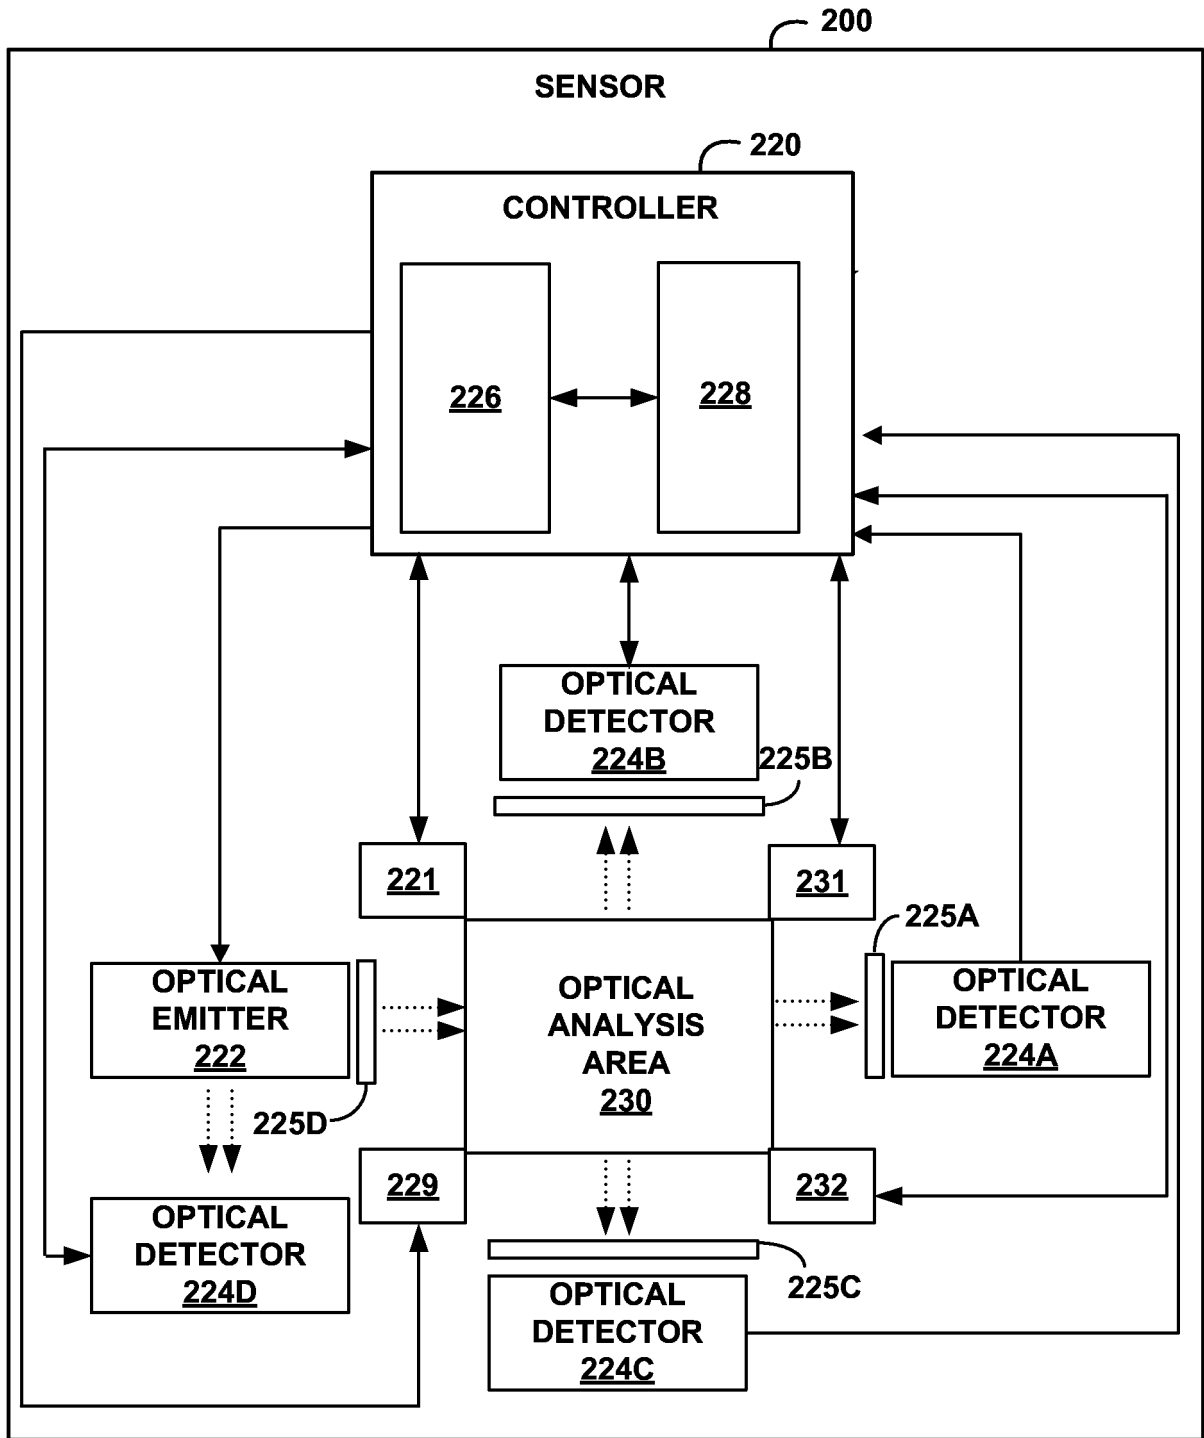 200
SENSOR
220
CONTROLLER
226
228
OPTICAL
DETECTOR
224B
225B
221
231
225A
OPTICAL
EMITTER
222
225D
OPTICAL
ANALYSIS
AREA
230
OPTICAL
DETECTOR
224A
229
232
OPTICAL
DETECTOR
224D
225C
OPTICAL
DETECTOR
224C